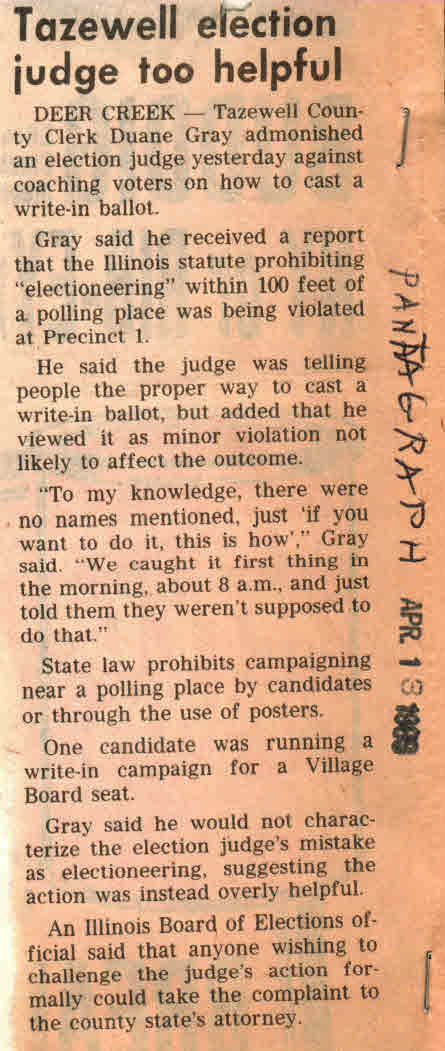 Tazewell election
judge too helpful
DEER CREEK — Tazewell Coun-
ty Clerk Duane Gray admonished
an election judge yesterday against
coaching voters on how to cast a
write-in ballot.
Gray said he received a report
that the Illinois statute prohibiting
“electioneering” within 100 feet of
a polling place was being violated
at Precinct 1.
He said the judge was telling
people the proper way to cast a
write-in ballot, but added that he
viewed it as minor violation not
likely to affect the outcome.
“To my knowledge, there were
no names mentioned, just ‘if you
want to do it, this is how’,” Gray
said. “We caught it first thing in
the morning, about 8 a.m., and just
told them they weren’t supposed to
do that.”
State law prohibits campaigning
near a polling place by candidates
or through the use of posters.
One candidate was running a
write-in campaign for a Village
Board seat.
Gray said he would not charac-
terize the election judge’s mistake
as electioneering, suggesting the
action was instead overly helpful.
An Illinois Board of Elections of-
ficial said that anyone wishing to
challenge the judge’s action for-
mally could take the complaint to
the county state’s attorney.
PANTAGRAPH APR. 13